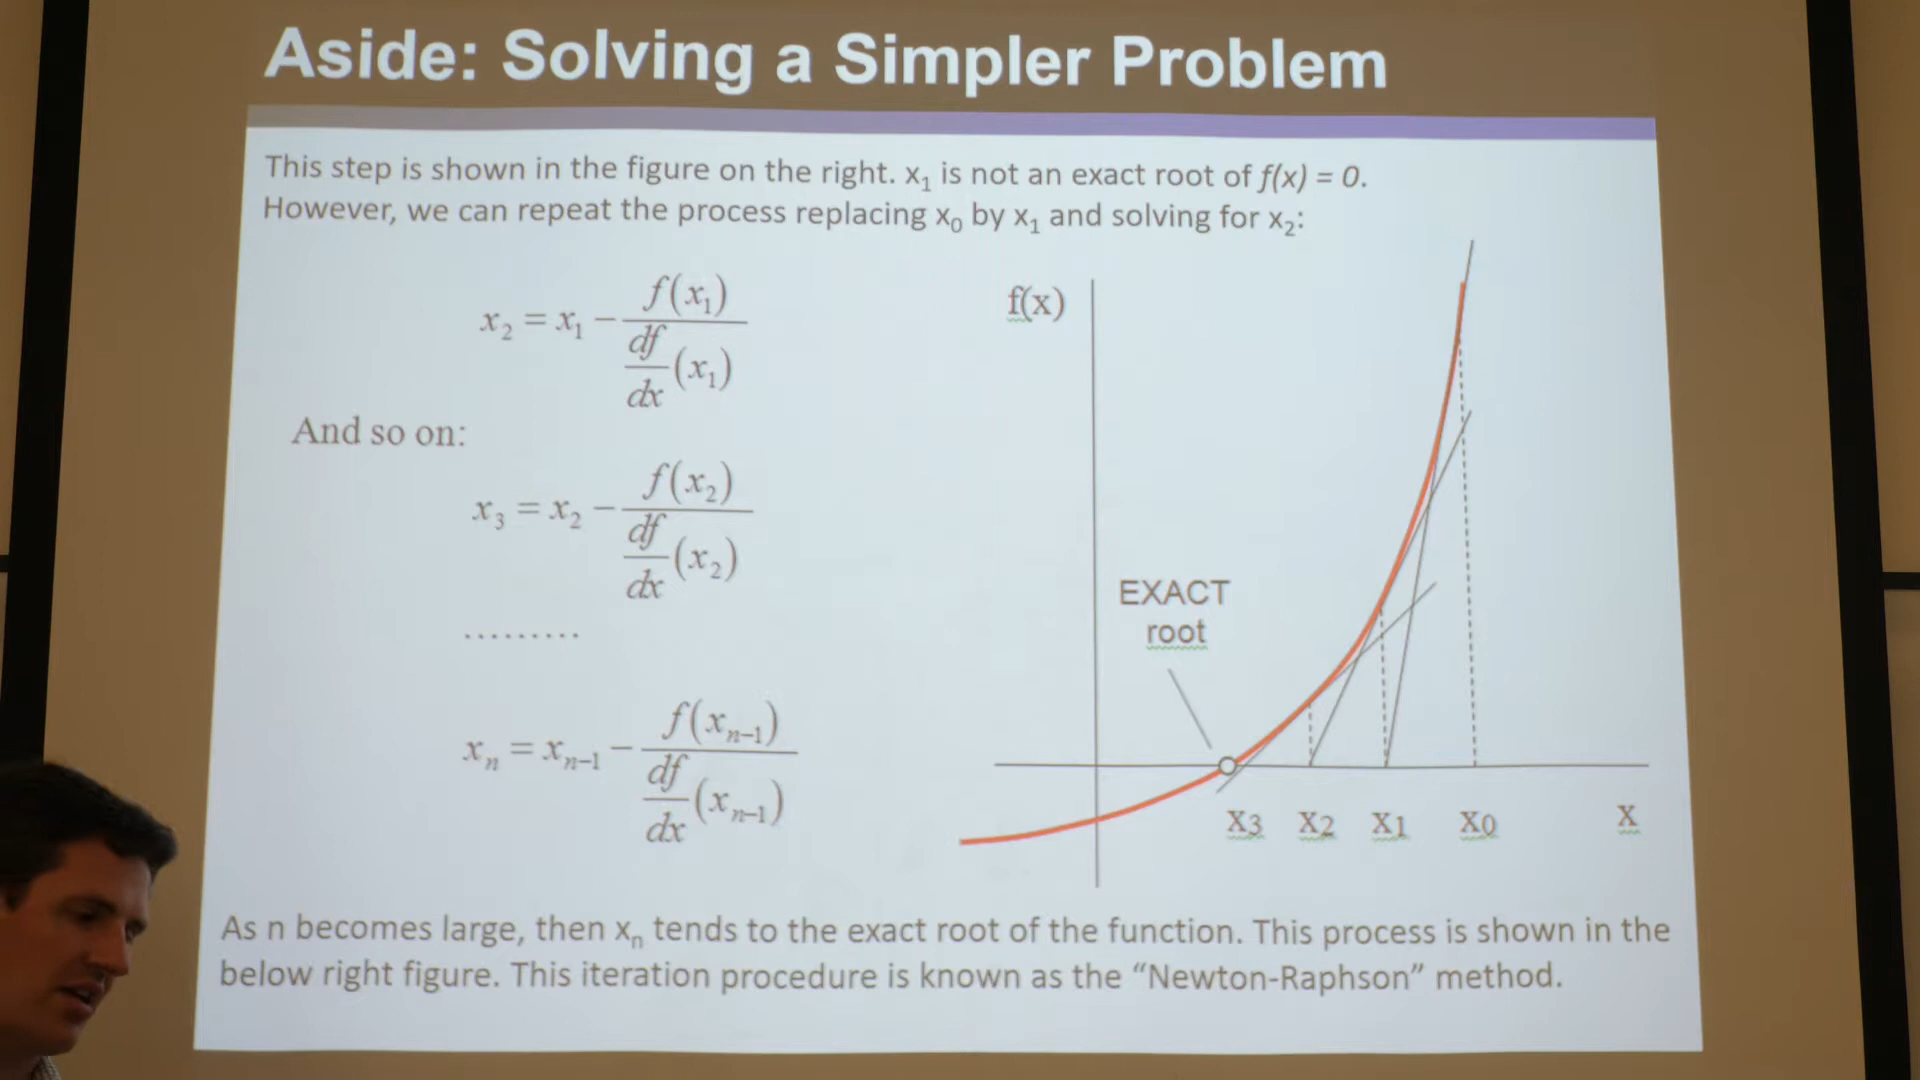 Aside: Solving a Simpler Problem
This step is shown in the figure on the right. x₁ is not an exact root of f(x) = 0.
However, we can repeat the process replacing x₀ by x₁ and solving for x₂:
x₂ = x₁ − f(x₁) / df/dx (x₁)
And so on:
x₃ = x₂ − f(x₂) / df/dx (x₂)
.........
xₙ = xₙ₋₁ − f(xₙ₋₁) / df/dx (xₙ₋₁)
f(x)
EXACT
root
X3 X2 X1 X0 X
As n becomes large, then xₙ tends to the exact root of the function. This process is shown in the
below right figure. This iteration procedure is known as the “Newton-Raphson” method.